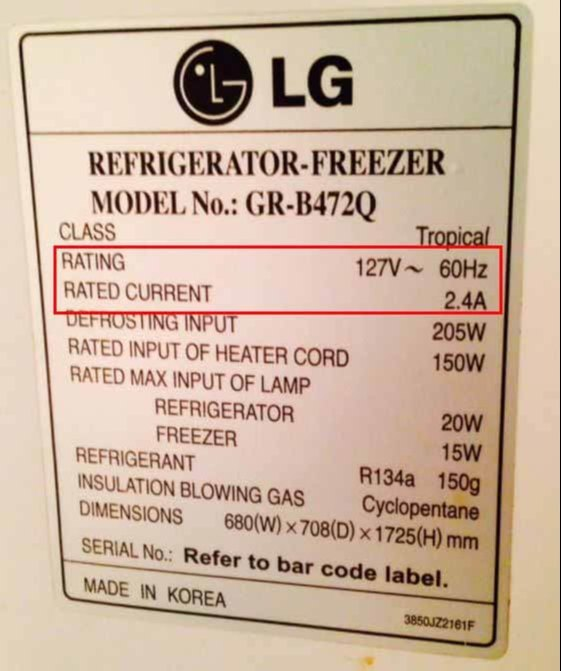 LG
REFRIGERATOR-FREEZER
MODEL No.: GR-B472Q
CLASS Tropical
RATING 127V~ 60Hz
RATED CURRENT 2.4A
DEFROSTING INPUT 205W
RATED INPUT OF HEATER CORD 150W
RATED MAX INPUT OF LAMP
REFRIGERATOR 20W
FREEZER 15W
REFRIGERANT R134a 150g
INSULATION BLOWING GAS Cyclopentane
DIMENSIONS 680(W)×708(D)×1725(H) mm
SERIAL No.: Refer to bar code label.
MADE IN KOREA 3850JZ2161F